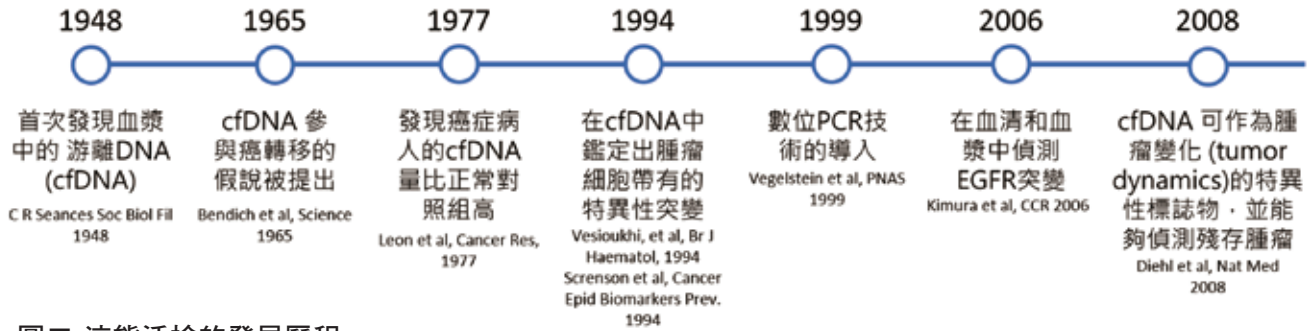 1948
1965
1977
1994
1999
2006
2008
首次發現血漿
中的 游離DNA
(cfDNA)
C R Seances Soc Biol Fil
1948
cfDNA 參
與癌轉移的
假說被提出
Bendich et al, Science
1965
發現癌症病
人的cfDNA
量比正常對
照組高
Leon et al, Cancer Res,
1977
在cfDNA中
鑑定出腫瘤
細胞帶有的
特異性突變
Vesioukhi, et al, Br J
Haematol, 1994
Screnson et al, Cancer
Epid Biomarkers Prev.
1994
數位PCR技
術的導入
Vegelstein et al, PNAS
1999
在血清和血
漿中偵測
EGFR突變
Kimura et al, CCR 2006
cfDNA 可作為腫
瘤變化 (tumor
dynamics)的特異
性標誌物，並能
夠偵測殘存腫瘤
Diehl et al, Nat Med
2008